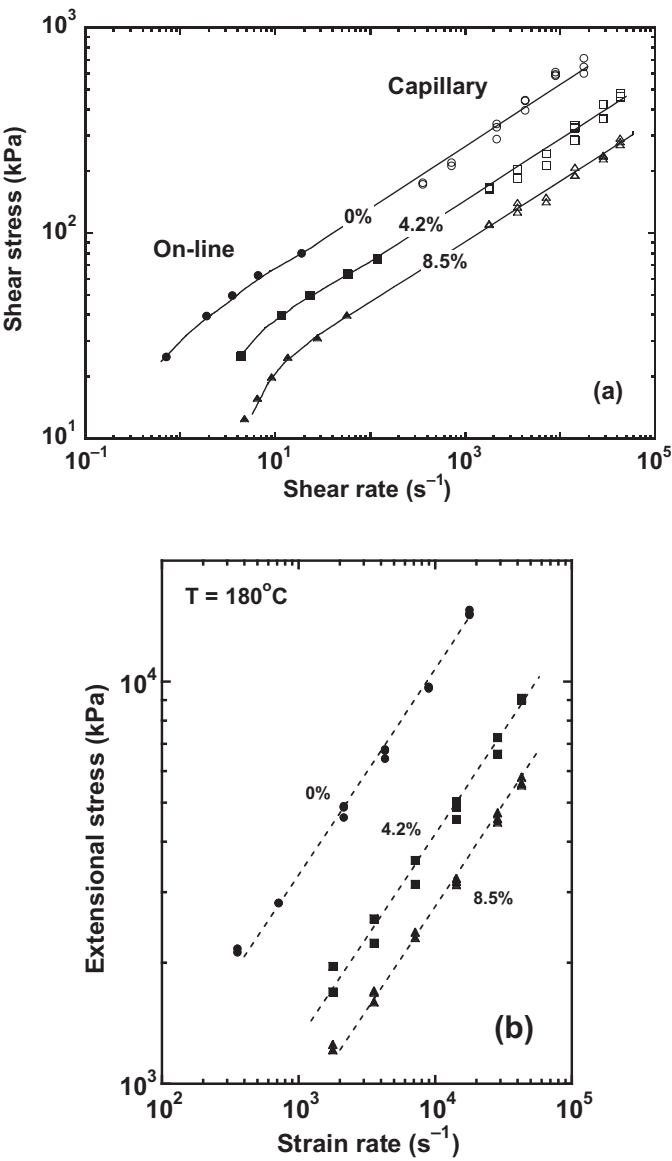 10³
Capillary
0%
4.2%
On-line
8.5%
10²
Shear stress (kPa)
(a)
10¹
10⁻¹ 10¹ 10³ 10⁵
Shear rate (s⁻¹)
T = 180°C
10⁴
0%
4.2%
8.5%
Extensional stress (kPa)
(b)
10³
10² 10³ 10⁴ 10⁵
Strain rate (s⁻¹)